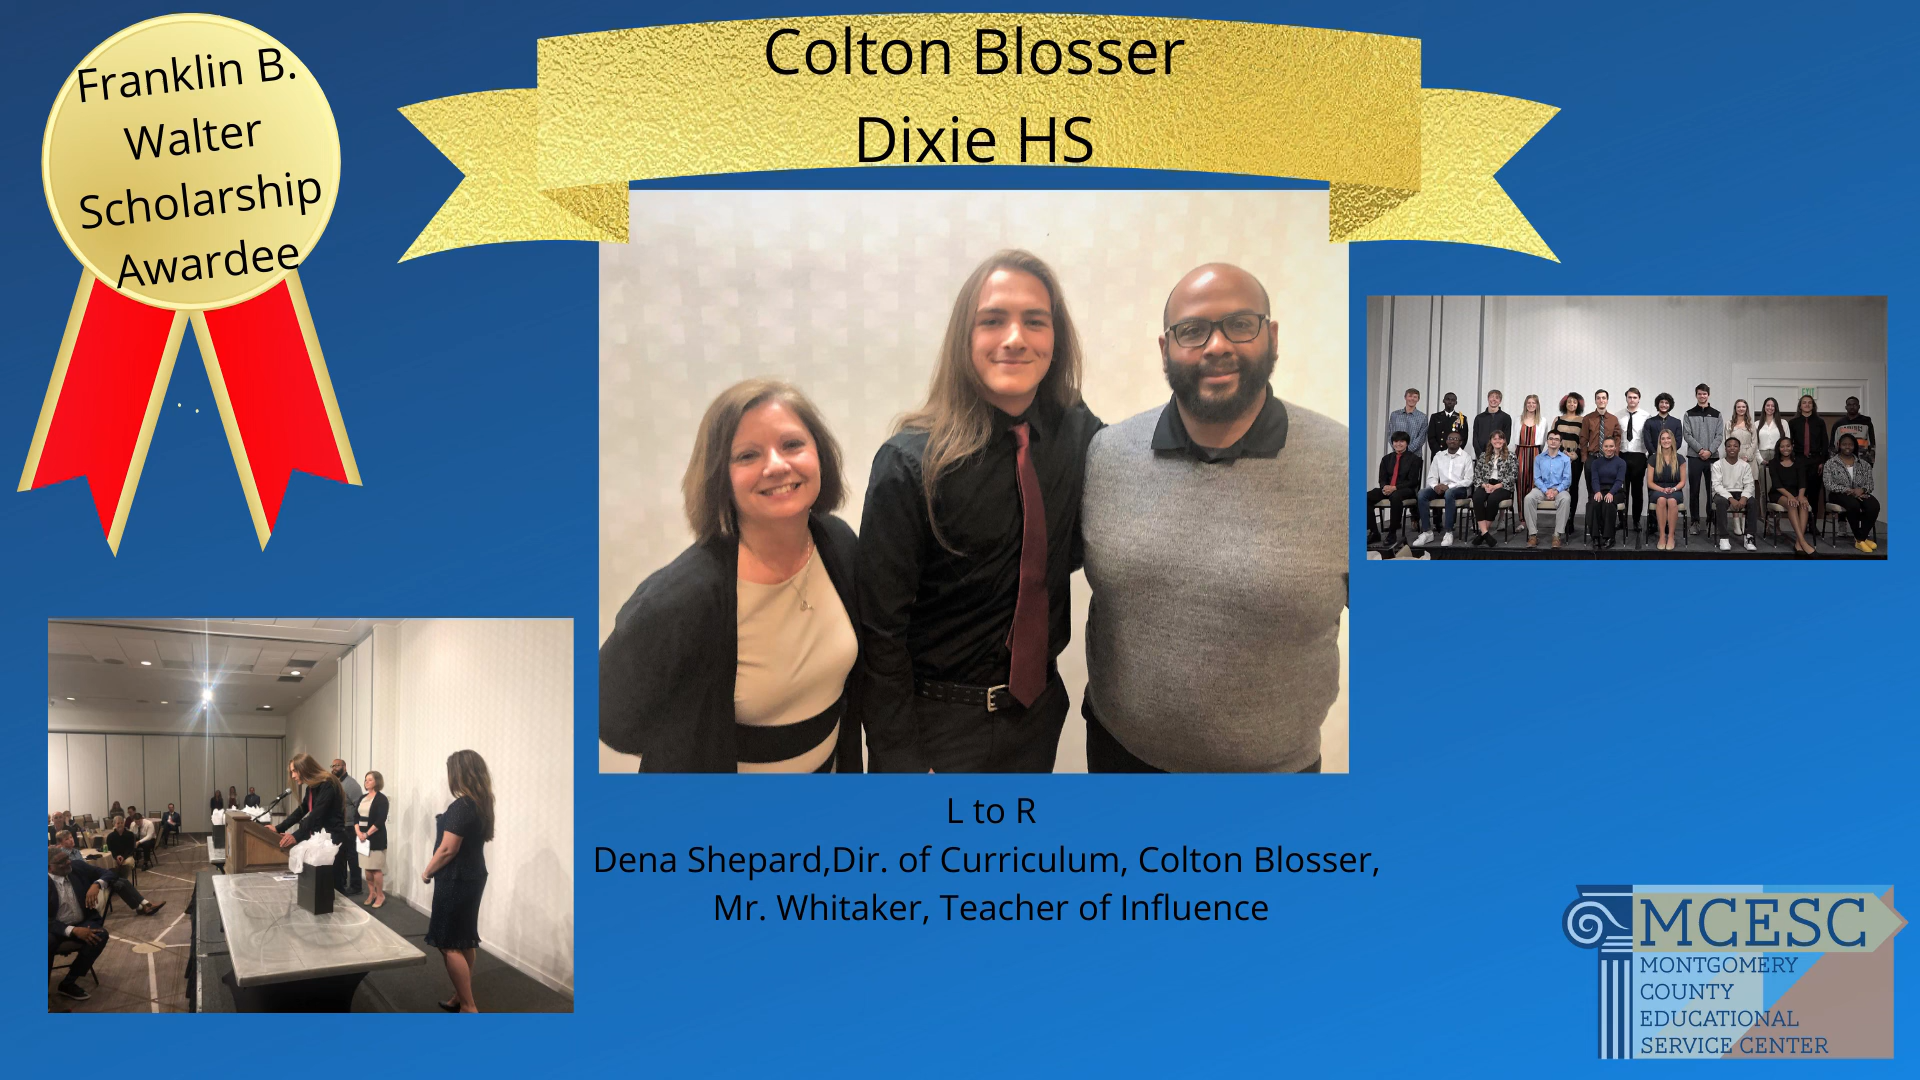 Franklin B.
Walter
Scholarship
Awardee
Colton Blosser
Dixie HS
EXIT
L to R
Dena Shepard,Dir. of Curriculum, Colton Blosser,
Mr. Whitaker, Teacher of Influence
MCESC
MONTGOMERY
COUNTY
EDUCATIONAL
SERVICE CENTER